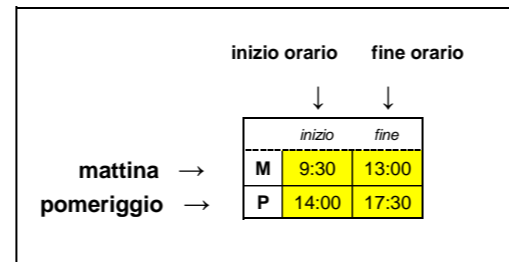 inizio orario fine orario
↓ ↓
inizio fine
mattina → M 9:30 13:00
pomeriggio → P 14:00 17:30